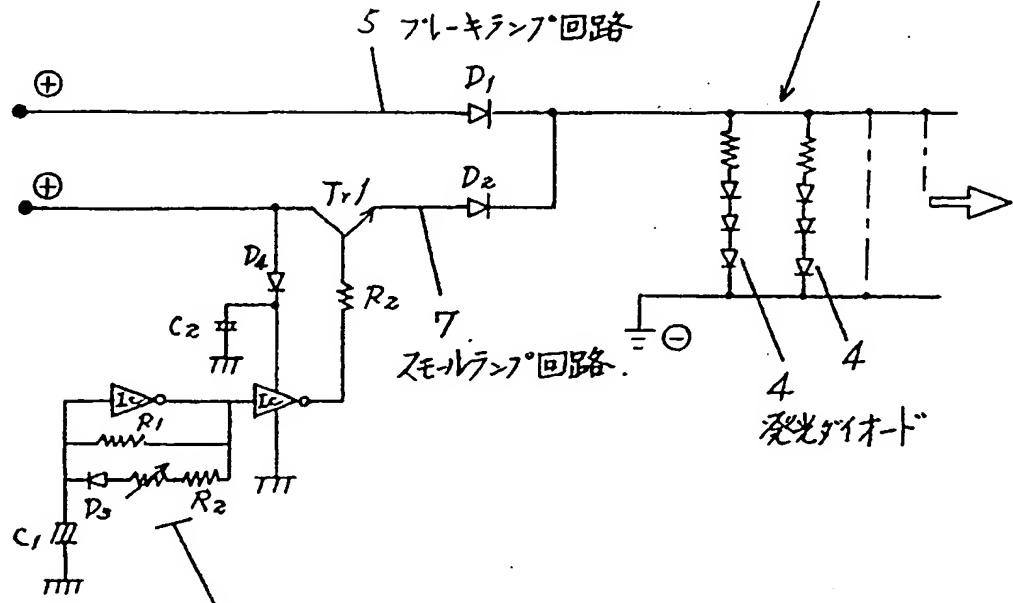 5 ブレーキランプ回路
⊕
D1
⊕
Tr1
D2
D4
R2
C2
7
スモールランプ回路.
⊖
4
4
発光ダイオード
Ic
Ic
R1
D3
R2
C1